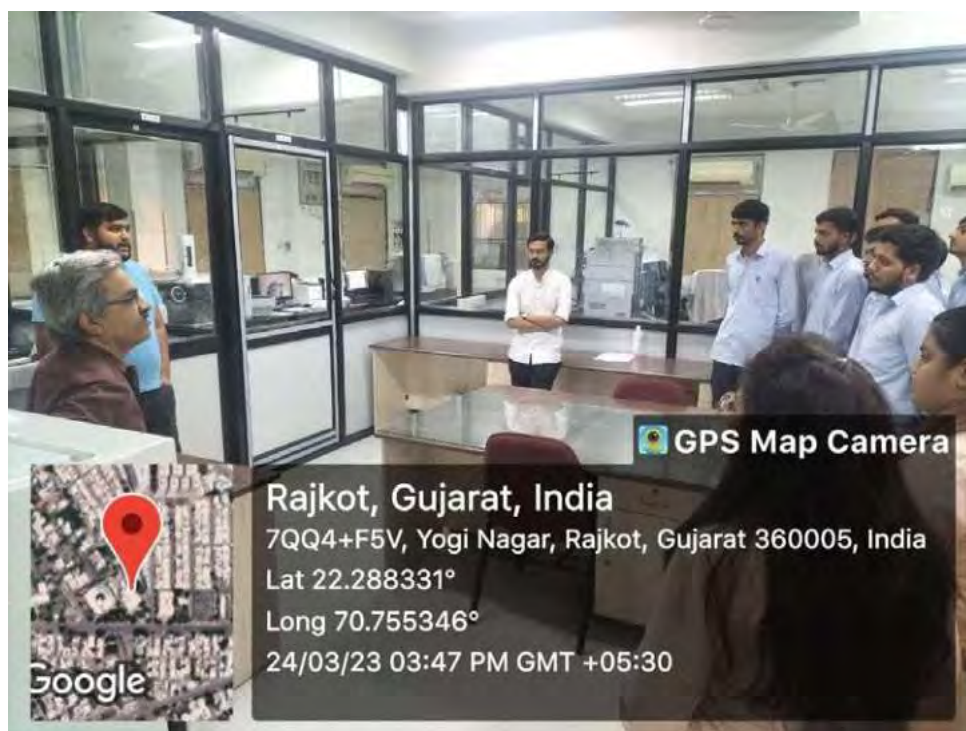 GPS Map Camera
Rajkot, Gujarat, India
7QQ4+F5V, Yogi Nagar, Rajkot, Gujarat 360005, India
Lat 22.288331°
Long 70.755346°
24/03/23 03:47 PM GMT +05:30
Google